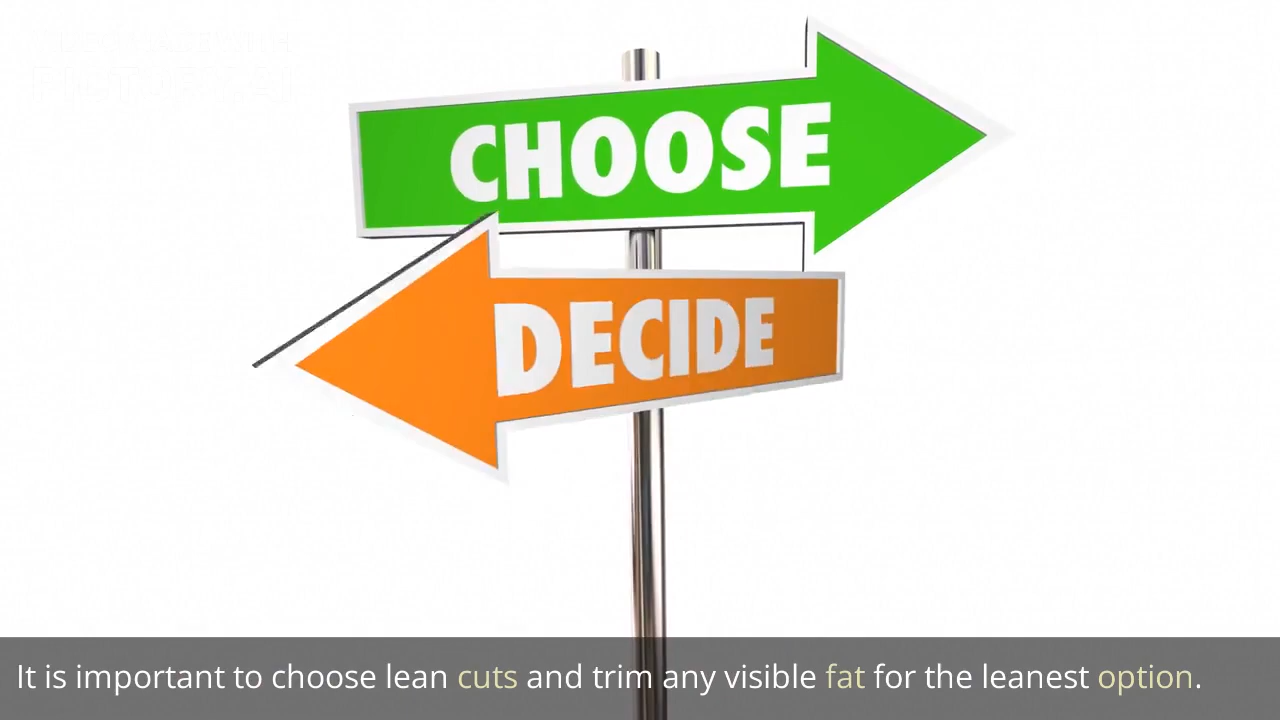 CHOOSE
DECIDE
It is important to choose lean cuts and trim any visible fat for the leanest option.